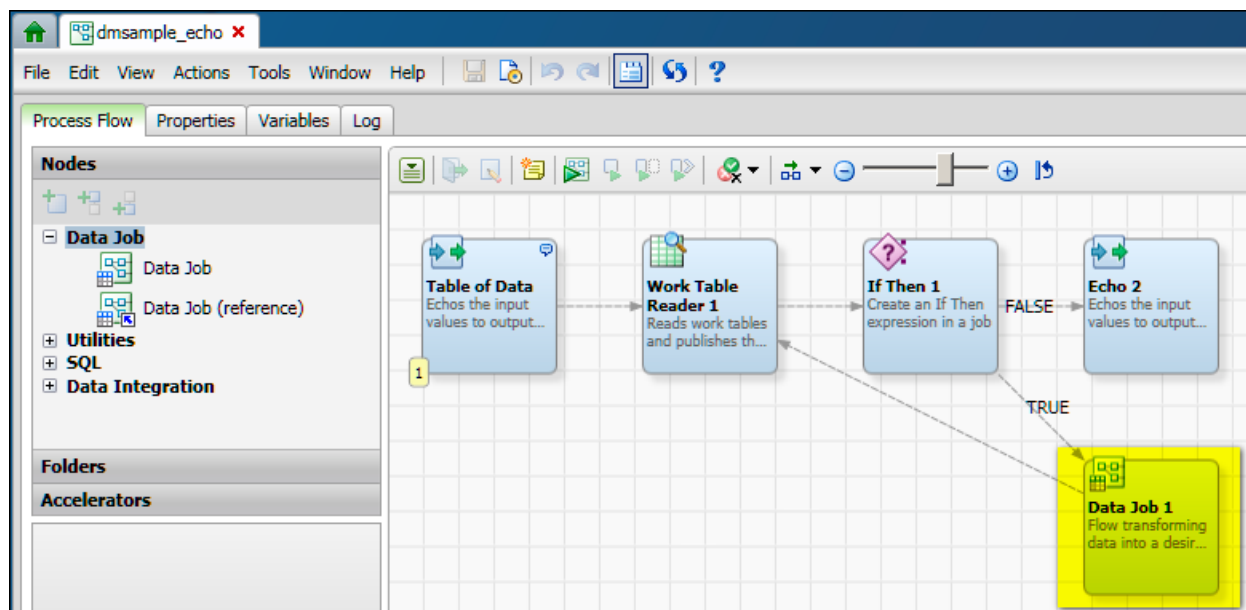 dmsample_echo
File Edit View Actions Tools Window Help
Process Flow Properties Variables Log
Nodes
Data Job
Data Job
Data Job (reference)
Utilities
SQL
Data Integration
Folders
Accelerators
Table of Data
Echos the input
values to output...
1
Work Table
Reader 1
Reads work tables
and publishes th...
If Then 1
Create an If Then
expression in a job
FALSE
Echo 2
Echos the input
values to output...
TRUE
Data Job 1
Flow transforming
data into a desir...